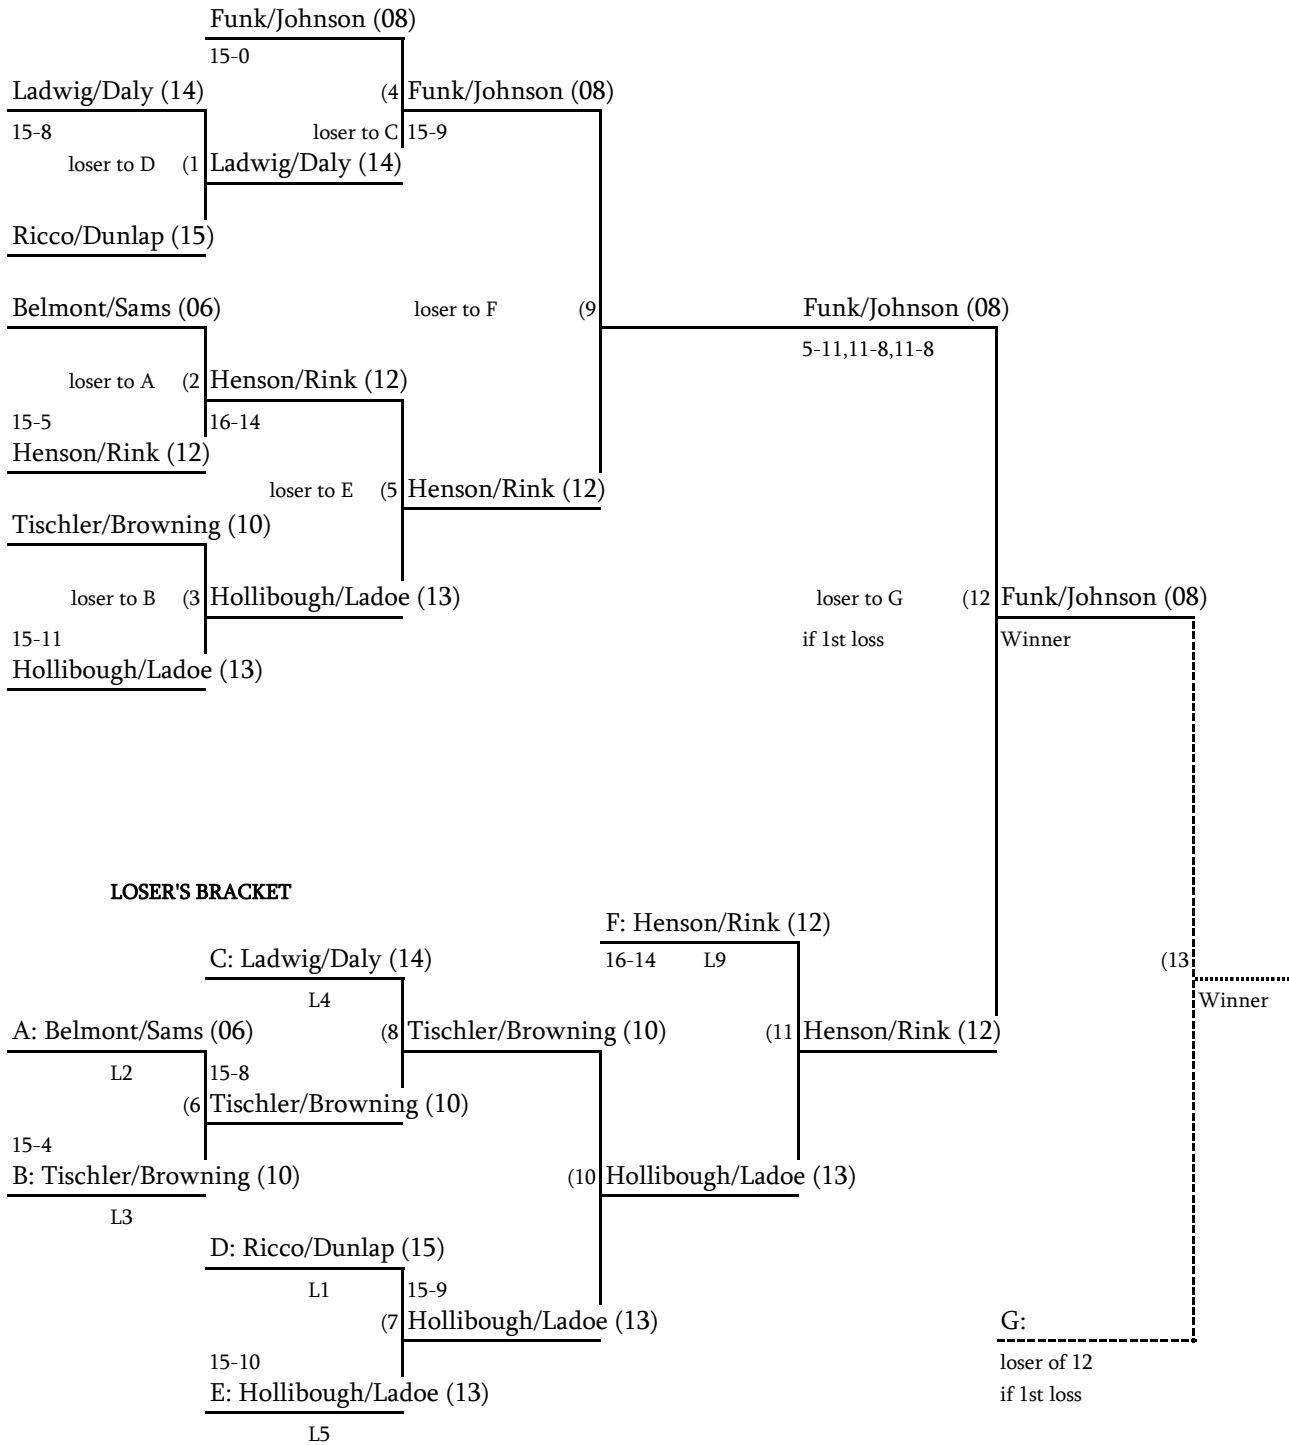 Funk/Johnson (08)
15-0
Ladwig/Daly (14)
(4 Funk/Johnson (08)
15-8
loser to C 15-9
loser to D (1 Ladwig/Daly (14)
Ricco/Dunlap (15)
Belmont/Sams (06)
loser to F (9
Funk/Johnson (08)
5-11,11-8,11-8
loser to A (2 Henson/Rink (12)
15-5
16-14
Henson/Rink (12)
loser to E (5 Henson/Rink (12)
Tischler/Browning (10)
loser to B (3 Hollibough/Ladoe (13)
loser to G (12 Funk/Johnson (08)
15-11
if 1st loss
Winner
Hollibough/Ladoe (13)
LOSER'S BRACKET
F: Henson/Rink (12)
C: Ladwig/Daly (14)
16-14 L9
(13
L4
Winner
A: Belmont/Sams (06)
(8 Tischler/Browning (10)
(11 Henson/Rink (12)
L2
15-8
(6 Tischler/Browning (10)
15-4
B: Tischler/Browning (10)
(10 Hollibough/Ladoe (13)
L3
D: Ricco/Dunlap (15)
L1
15-9
(7 Hollibough/Ladoe (13)
G:
15-10
loser of 12
E: Hollibough/Ladoe (13)
if 1st loss
L5